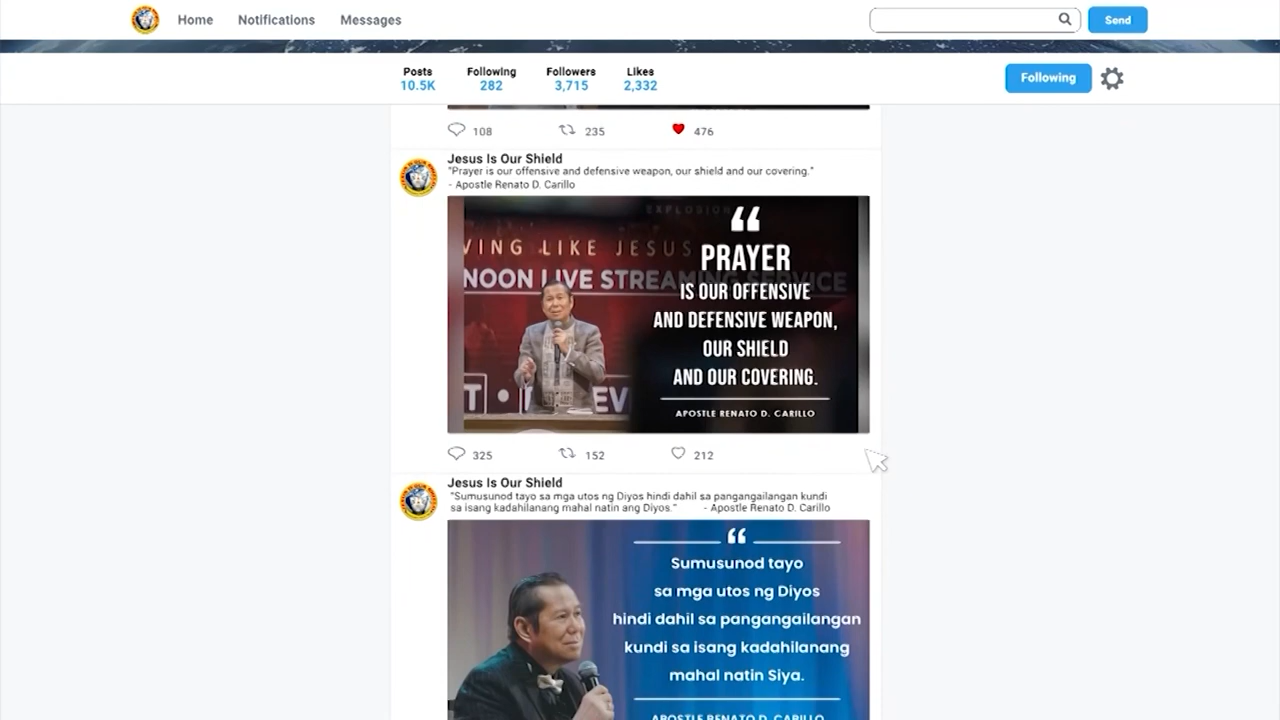 Home Notifications Messages
Send
Posts Following Followers Likes
10.5K 282 3,715 2,332
Following
108 235 476
Jesus Is Our Shield
"Prayer is our offensive and defensive weapon, our shield and our covering."
- Apostle Renato D. Carillo
EXPLOSION
VING LIKE JESUS
NOON LIVE STREAMING SERVICE
“
PRAYER
IS OUR OFFENSIVE
AND DEFENSIVE WEAPON,
OUR SHIELD
AND OUR COVERING.
APOSTLE RENATO D. CARILLO
325 152 212
Jesus Is Our Shield
"Sumusunod tayo sa mga utos ng Diyos hindi dahil sa pangangailangan kundi
sa isang kadahilanang mahal natin ang Diyos." - Apostle Renato D. Carillo
“
Sumusunod tayo
sa mga utos ng Diyos
hindi dahil sa pangangailangan
kundi sa isang kadahilanang
mahal natin Siya.
APOSTLE RENATO D. CARILLO